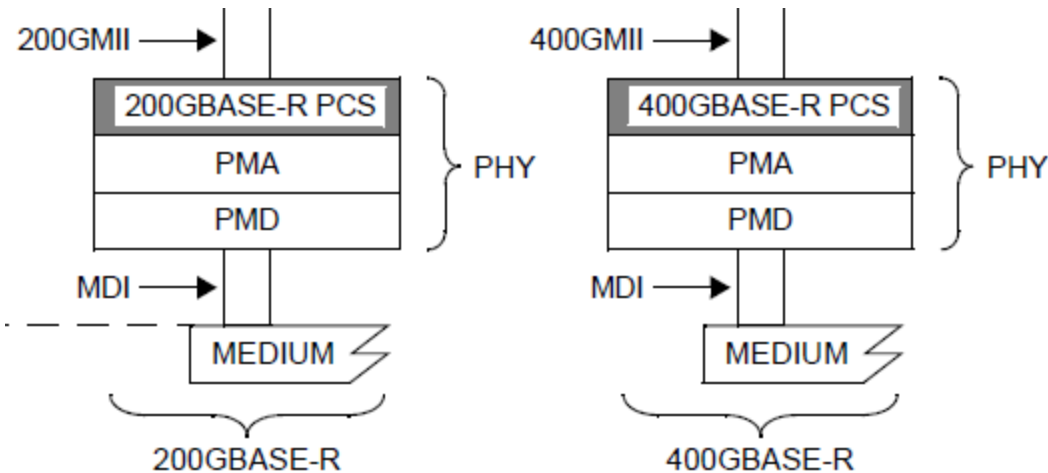 200GMII
400GMII
200GBASE-R PCS
400GBASE-R PCS
PMA
PHY
PMA
PHY
PMD
PMD
MDI
MDI
MEDIUM
MEDIUM
200GBASE-R
400GBASE-R